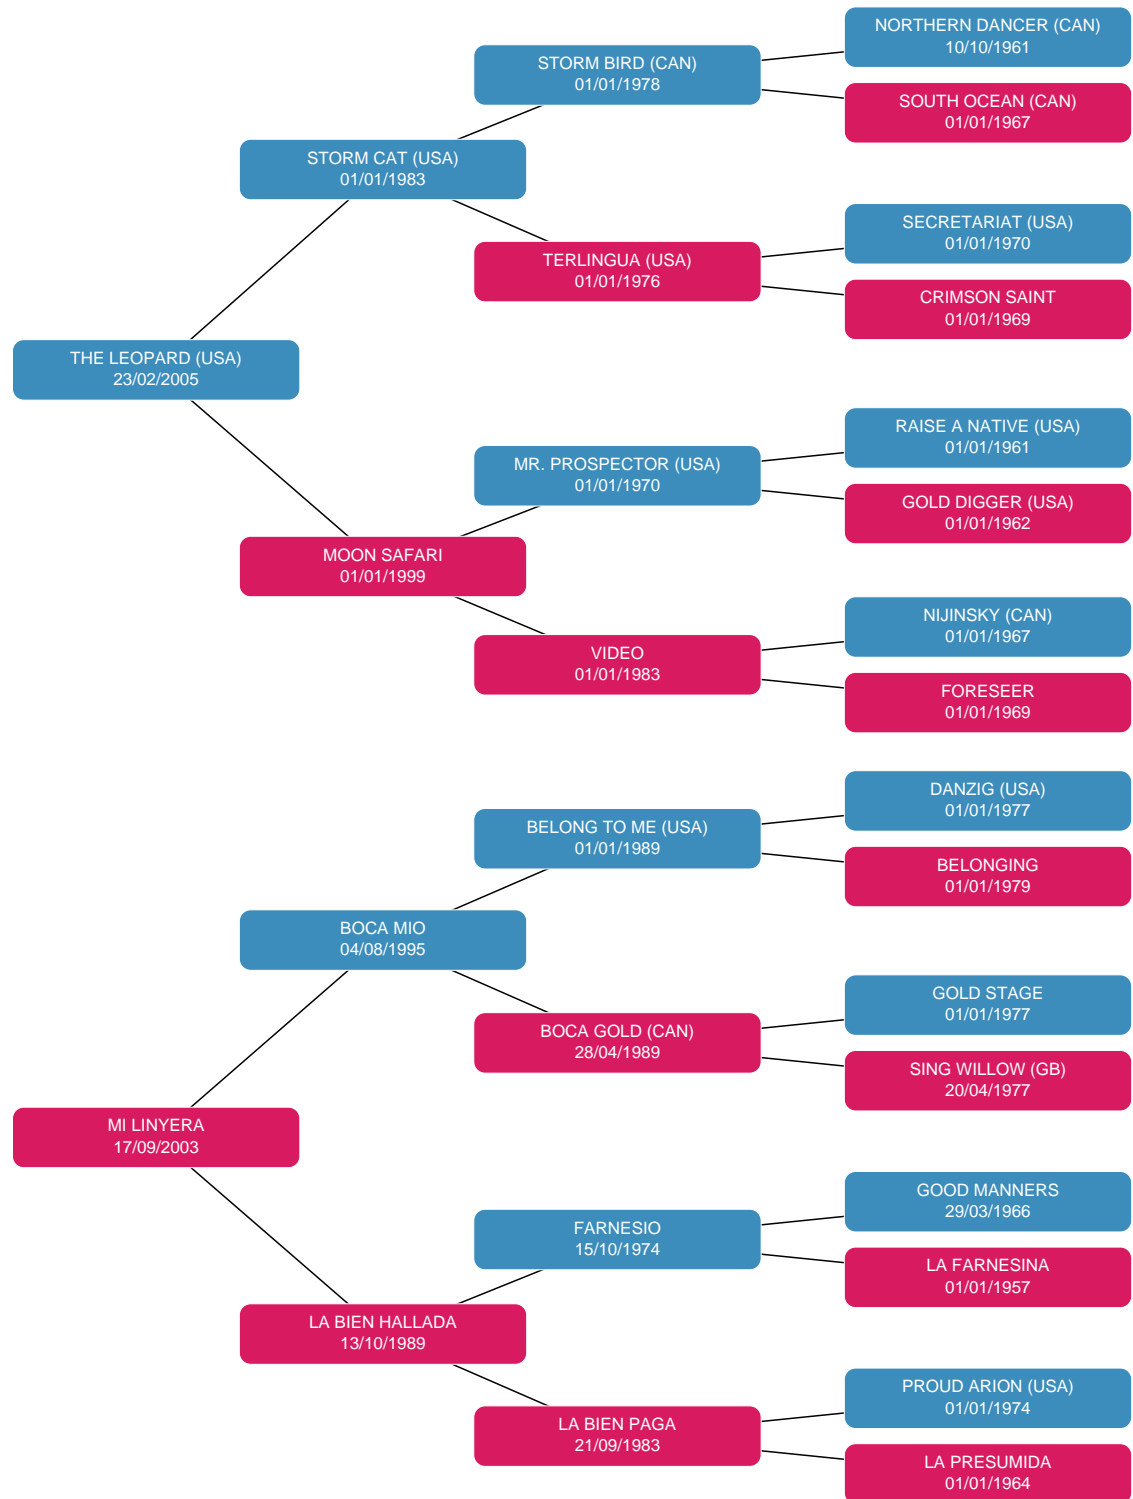 NORTHERN DANCER (CAN)
10/10/1961
STORM BIRD (CAN)
01/01/1978
SOUTH OCEAN (CAN)
01/01/1967
STORM CAT (USA)
01/01/1983
SECRETARIAT (USA)
01/01/1970
TERLINGUA (USA)
01/01/1976
CRIMSON SAINT
01/01/1969
THE LEOPARD (USA)
23/02/2005
RAISE A NATIVE (USA)
01/01/1961
MR. PROSPECTOR (USA)
01/01/1970
GOLD DIGGER (USA)
01/01/1962
MOON SAFARI
01/01/1999
NIJINSKY (CAN)
01/01/1967
VIDEO
01/01/1983
FORESEER
01/01/1969
DANZIG (USA)
01/01/1977
BELONG TO ME (USA)
01/01/1989
BELONGING
01/01/1979
BOCA MIO
04/08/1995
GOLD STAGE
01/01/1977
BOCA GOLD (CAN)
28/04/1989
SING WILLOW (GB)
20/04/1977
MI LINYERA
17/09/2003
GOOD MANNERS
29/03/1966
FARNESIO
15/10/1974
LA FARNESINA
01/01/1957
LA BIEN HALLADA
13/10/1989
PROUD ARION (USA)
01/01/1974
LA BIEN PAGA
21/09/1983
LA PRESUMIDA
01/01/1964